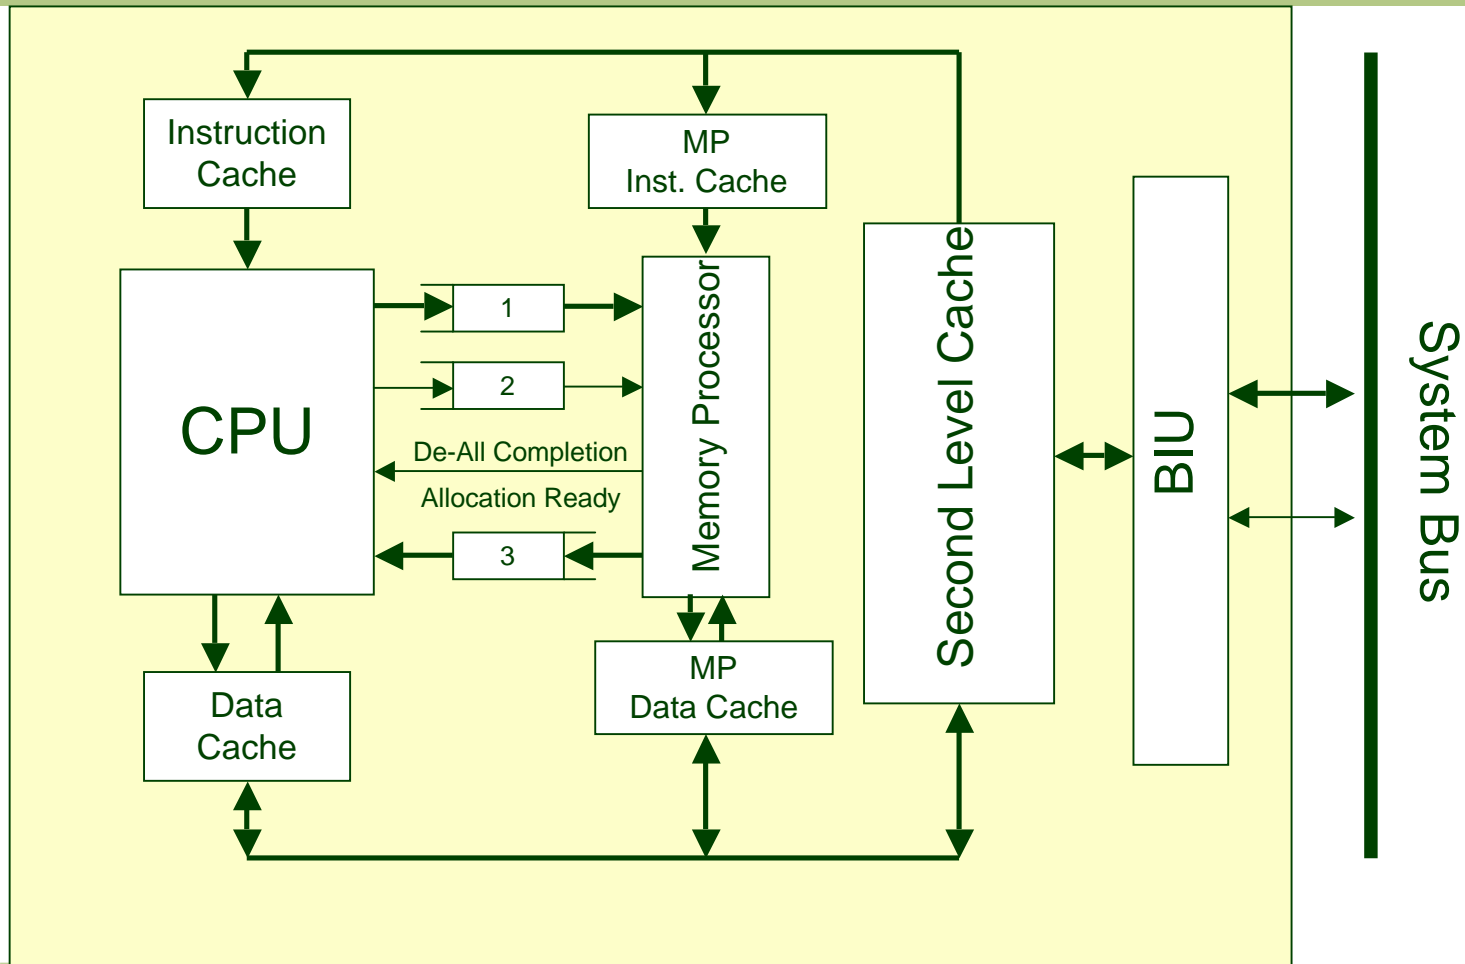 Instruction
Cache
MP
Inst. Cache
CPU
1
2
De-All Completion
Allocation Ready
3
Memory Processor
Data
Cache
MP
Data Cache
Second Level Cache
BIU
System Bus